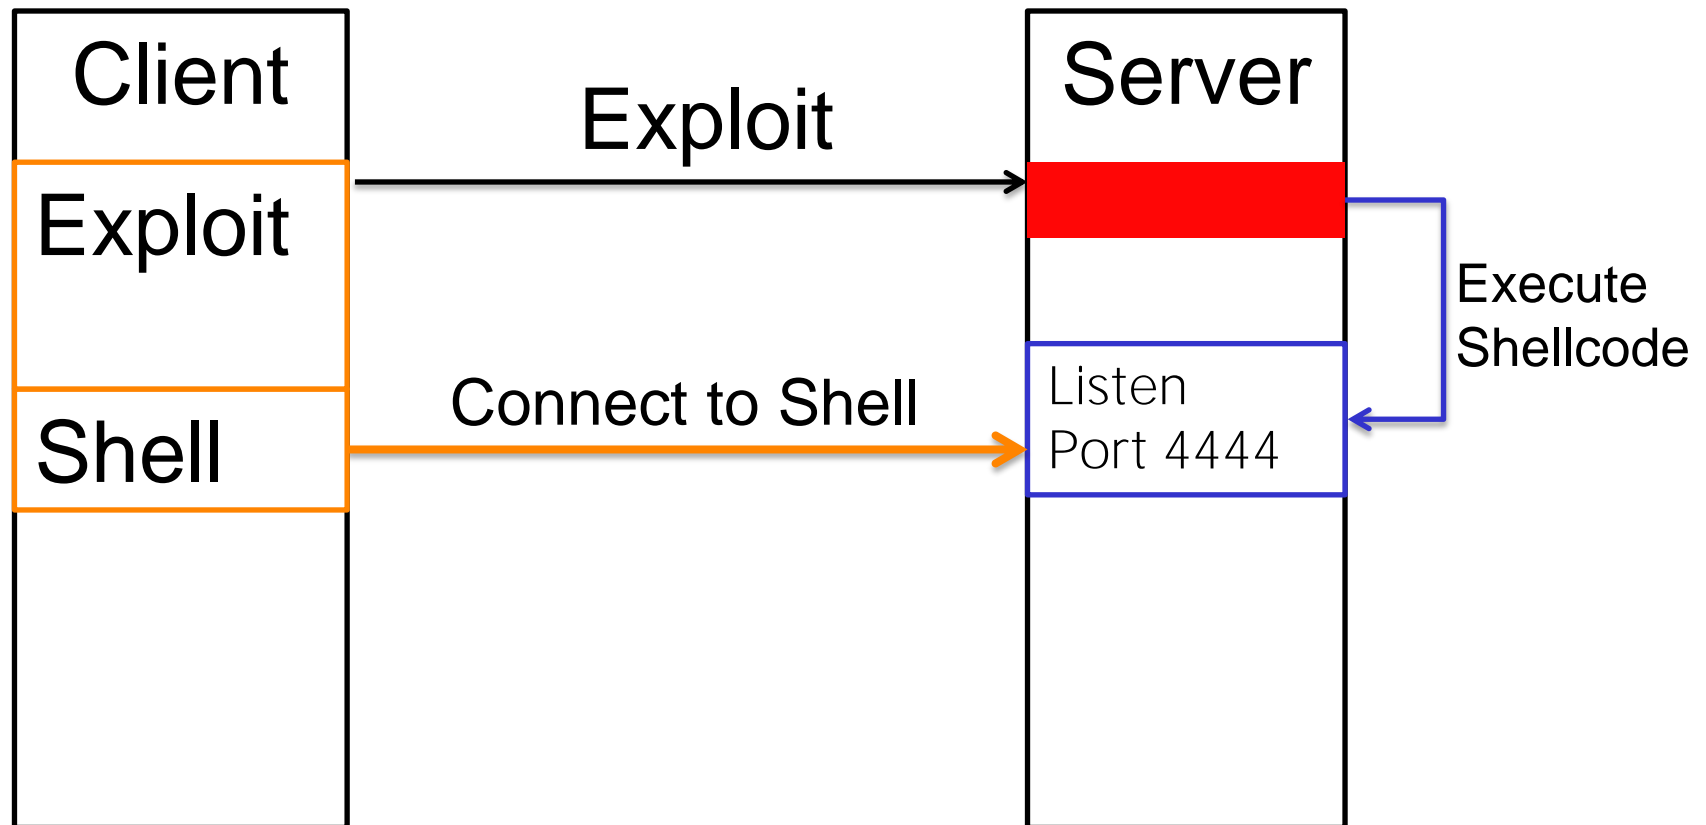 Client
Exploit
Server
Exploit
Execute
Shellcode
Connect to Shell
Listen
Port 4444
Shell